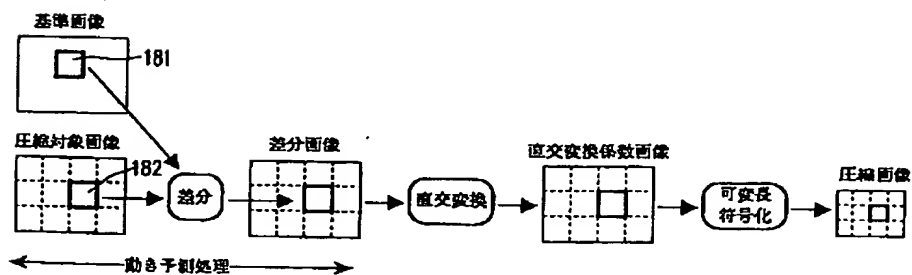 基準画像
181
圧縮対象画像
182
差分
差分画像
直交変換
直交変換係数画像
可変長
符号化
圧縮画像
動き予測処理